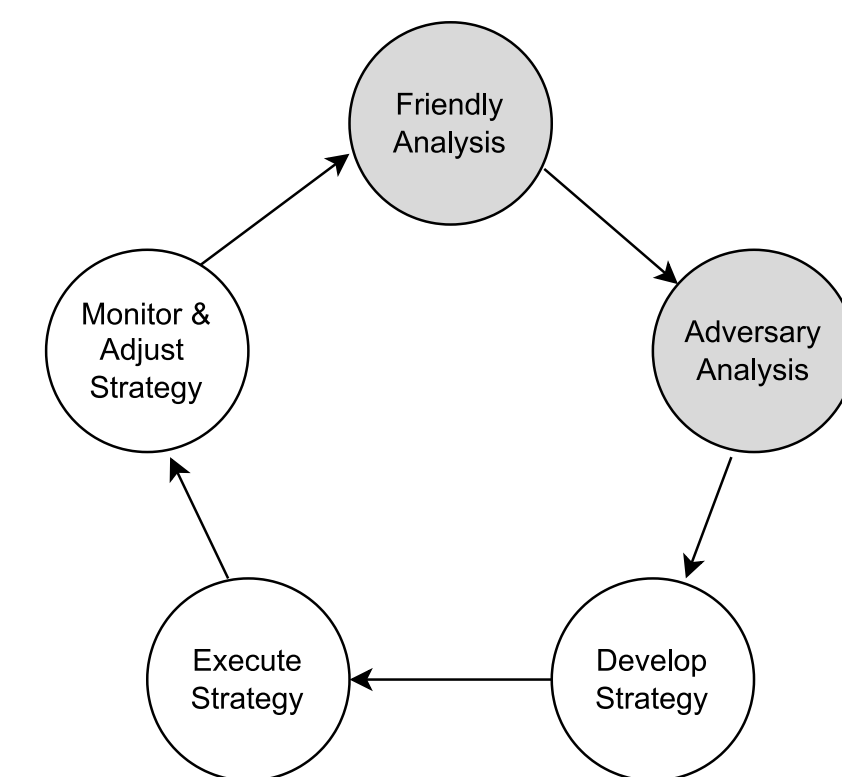 Friendly
Analysis
Adversary
Analysis
Develop
Strategy
Execute
Strategy
Monitor &
Adjust
Strategy